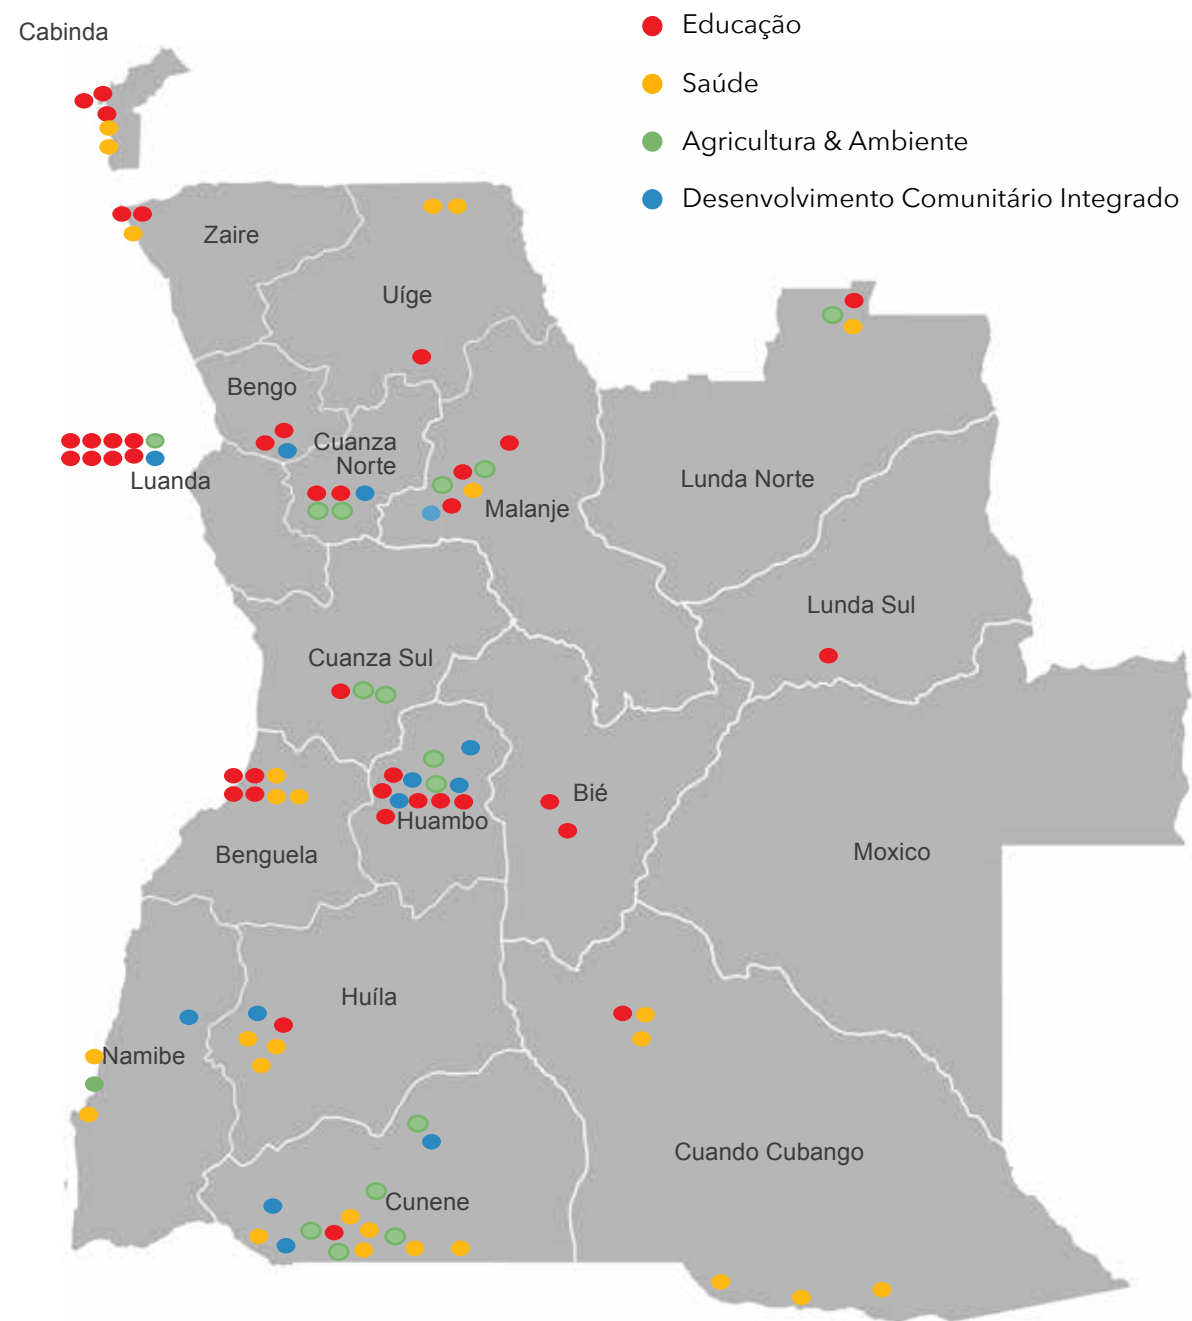 Cabinda
Educação
Saúde
Agricultura & Ambiente
Desenvolvimento Comunitário Integrado
Zaire
Uíge
Bengo
Cuanza
Norte
Luanda
Malanje
Lunda Norte
Lunda Sul
Cuanza Sul
Bié
Huambo
Benguela
Moxico
Huíla
Namibe
Cuando Cubango
Cunene